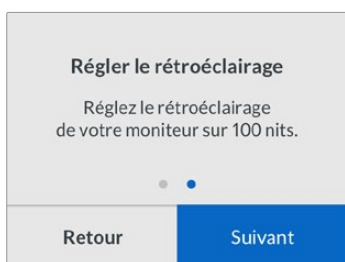 Régler le rétroéclairage
Réglez le rétroéclairage
de votre moniteur sur 100 nits.
Retour
Suivant